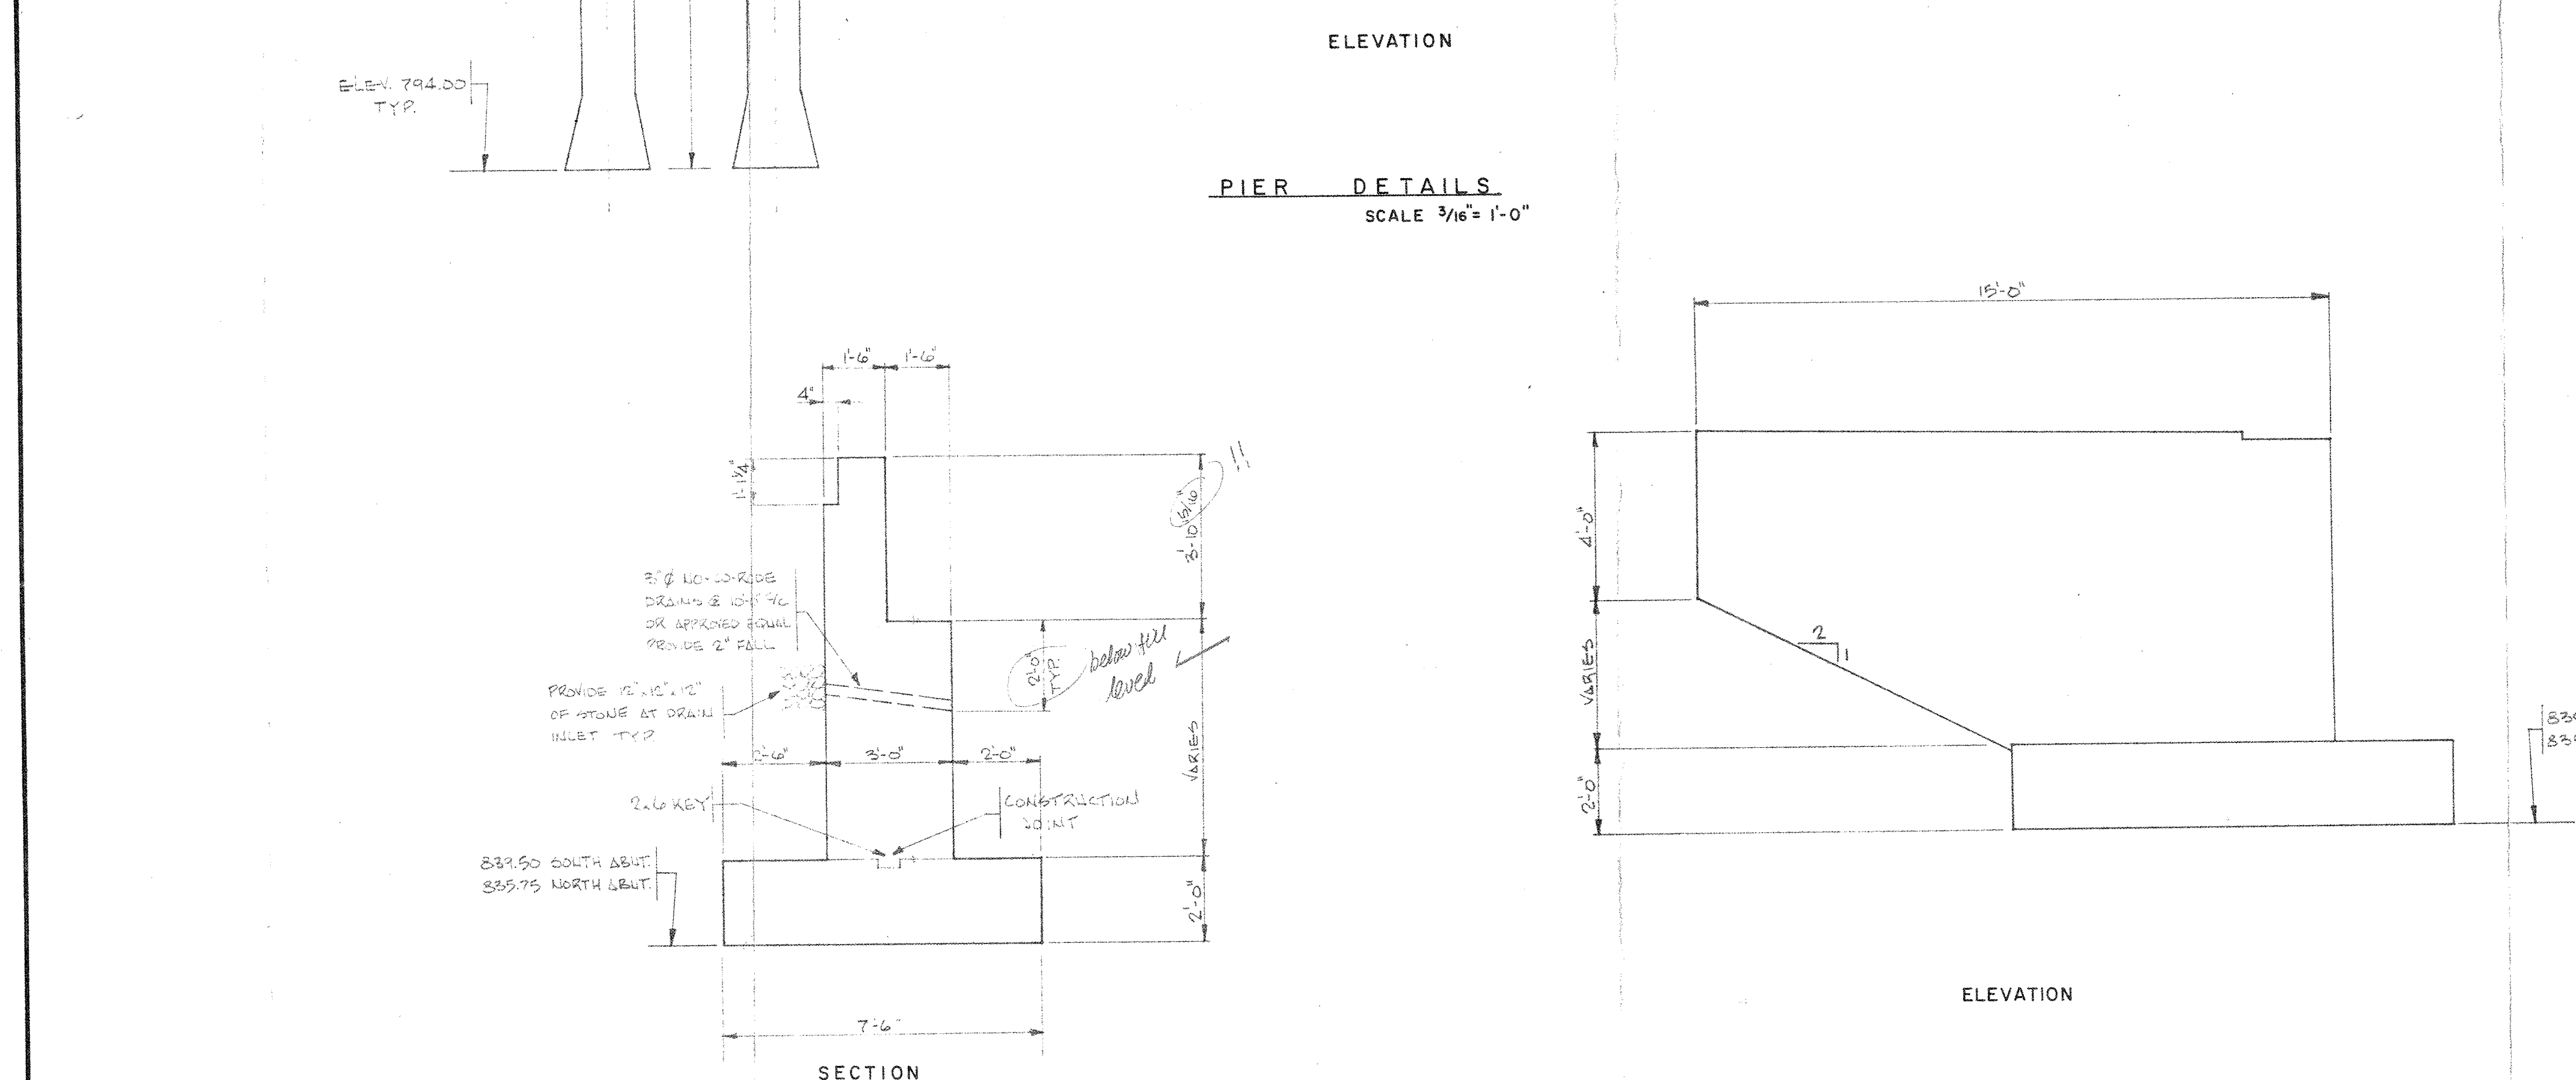 ELEVATION
ELEV. 794.00
TYP.
PIER DETAILS
SCALE 3/16"= 1'-0"
15'-0"
1'-6" 1'-6"
4"
1'-1 1/4"
3'-10 5/16"
!!
4'-0"
3"⌀ NO-CO-RODE
DRAINS @ C/C
OR APPROVED EQUAL
PROVIDE 2" FALL
2'-0"
TYP.
below fill
level
2
1
VARIES
PROVIDE 12"x12"x12"
OF STONE AT DRAIN
INLET TYP.
2'-6" 3'-0" 2'-0"
VARIES
2x6 KEY
CONSTRUCTION
JOINT
2'-0"
839.50 SOUTH ABUT.
835.75 NORTH ABUT.
2'-0"
ELEVATION
7'-6"
SECTION